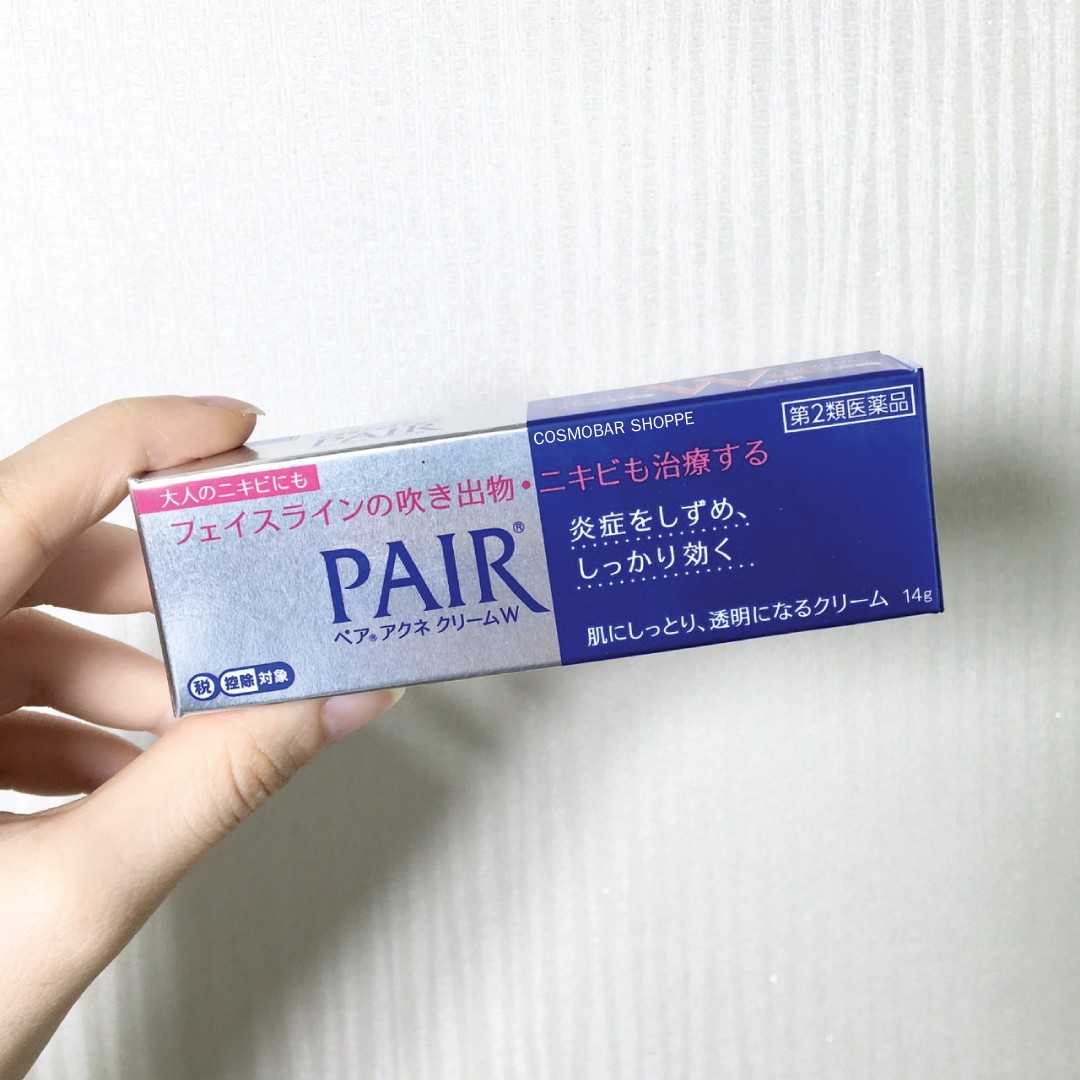 PAIR
COSMOBAR SHOPPE
第2類医薬品
大人のニキビにも
フェイスラインの吹き出物・ニキビも治療する
PAIR®
ペア®アクネ クリームW
炎症をしずめ、
しっかり効く
肌にしっとり、透明になるクリーム 14g
税 控除対象